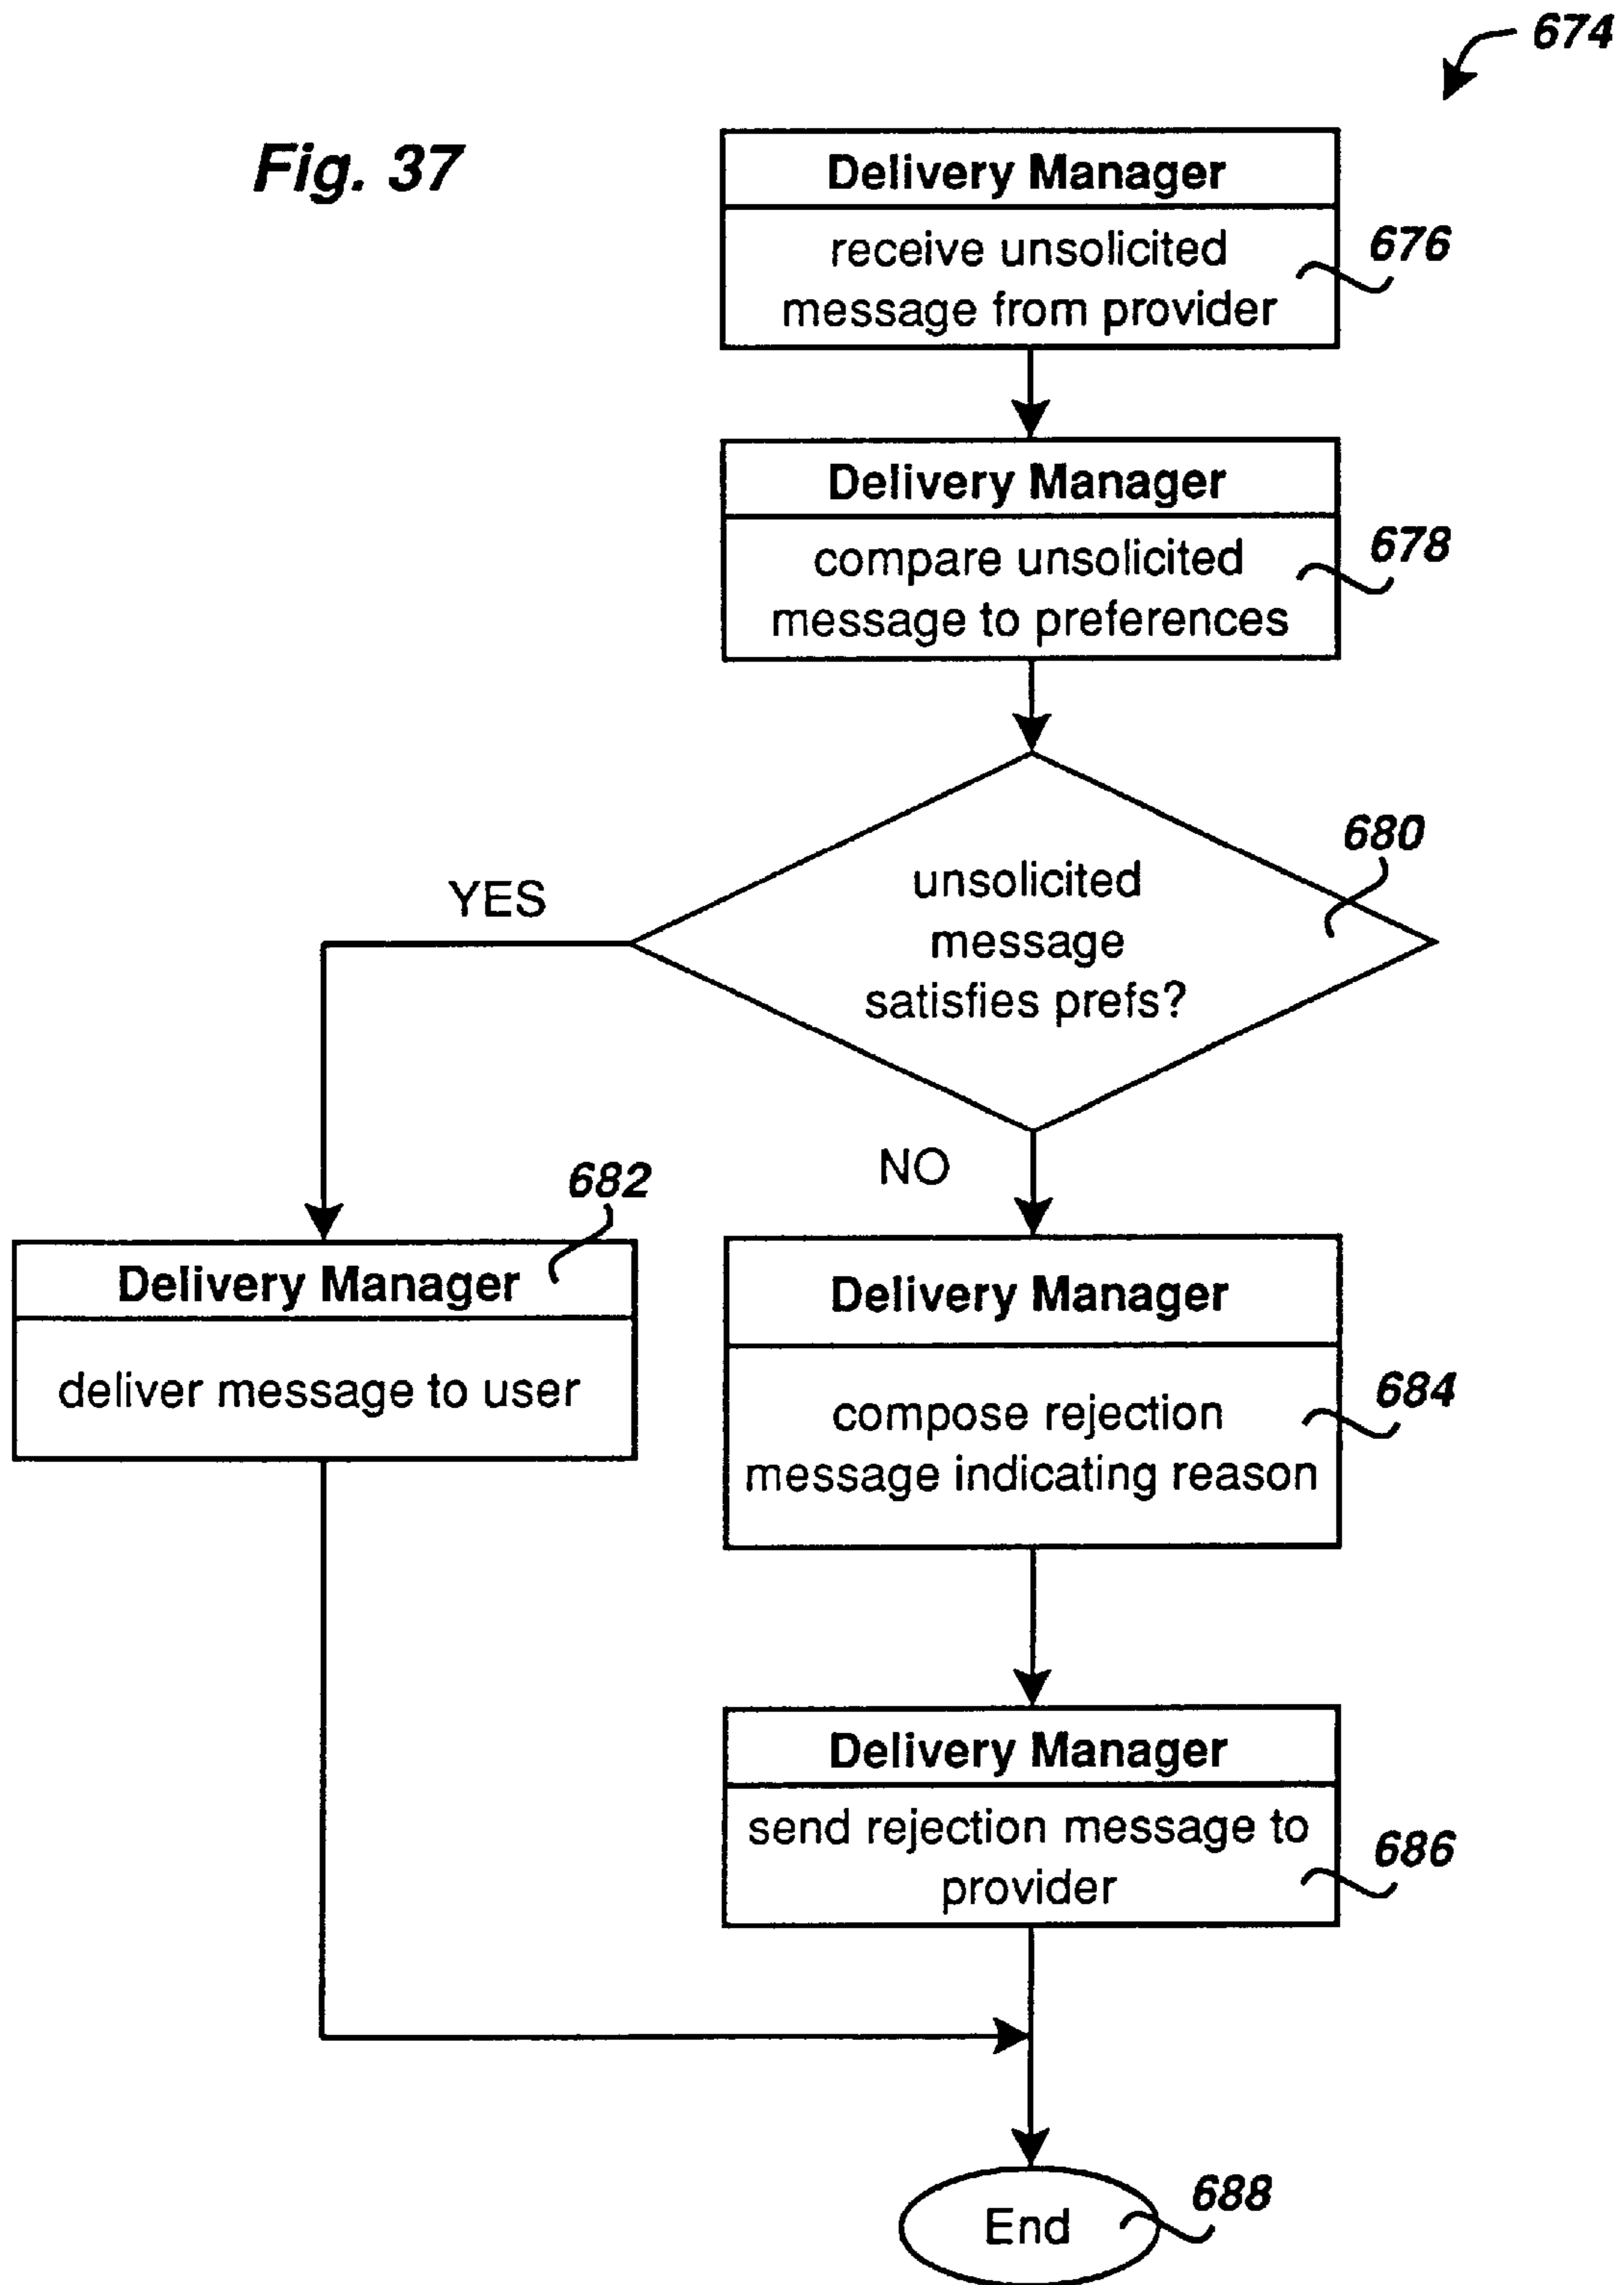 674
Fig. 37
Delivery Manager
receive unsolicited
message from provider
676
Delivery Manager
compare unsolicited
message to preferences
678
unsolicited
message
satisfies prefs?
680
YES
NO
682
Delivery Manager
deliver message to user
Delivery Manager
compose rejection
message indicating reason
684
Delivery Manager
send rejection message to
provider
686
End
688